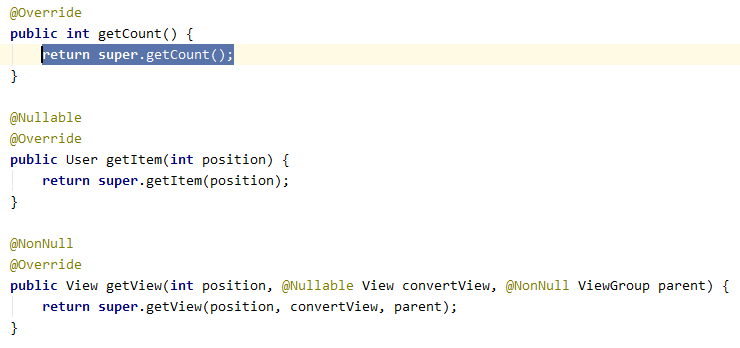 @Override
public int getCount() {
return super.getCount();
}
@Nullable
@Override
public User getItem(int position) {
return super.getItem(position);
}
@NonNull
@Override
public View getView(int position, @Nullable View convertView, @NonNull ViewGroup parent) {
return super.getView(position, convertView, parent);
}